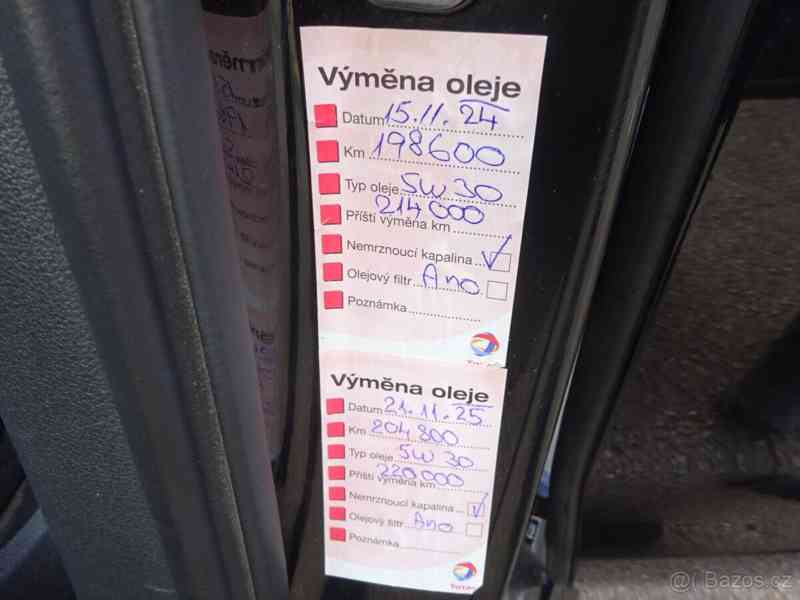 Výměna oleje
Datum 15.11.24
Km 198600
Typ oleje 5W30
214000
Příští výměna km
Nemrznoucí kapalina
Olejový filtr Ano
Poznámka
Výměna oleje
Datum 21.11.25
Km 204800
Typ oleje 5W30
220000
Příští výměna km
Nemrznoucí kapalina
Olejový filtr Ano
Poznámka
Bazos.cz